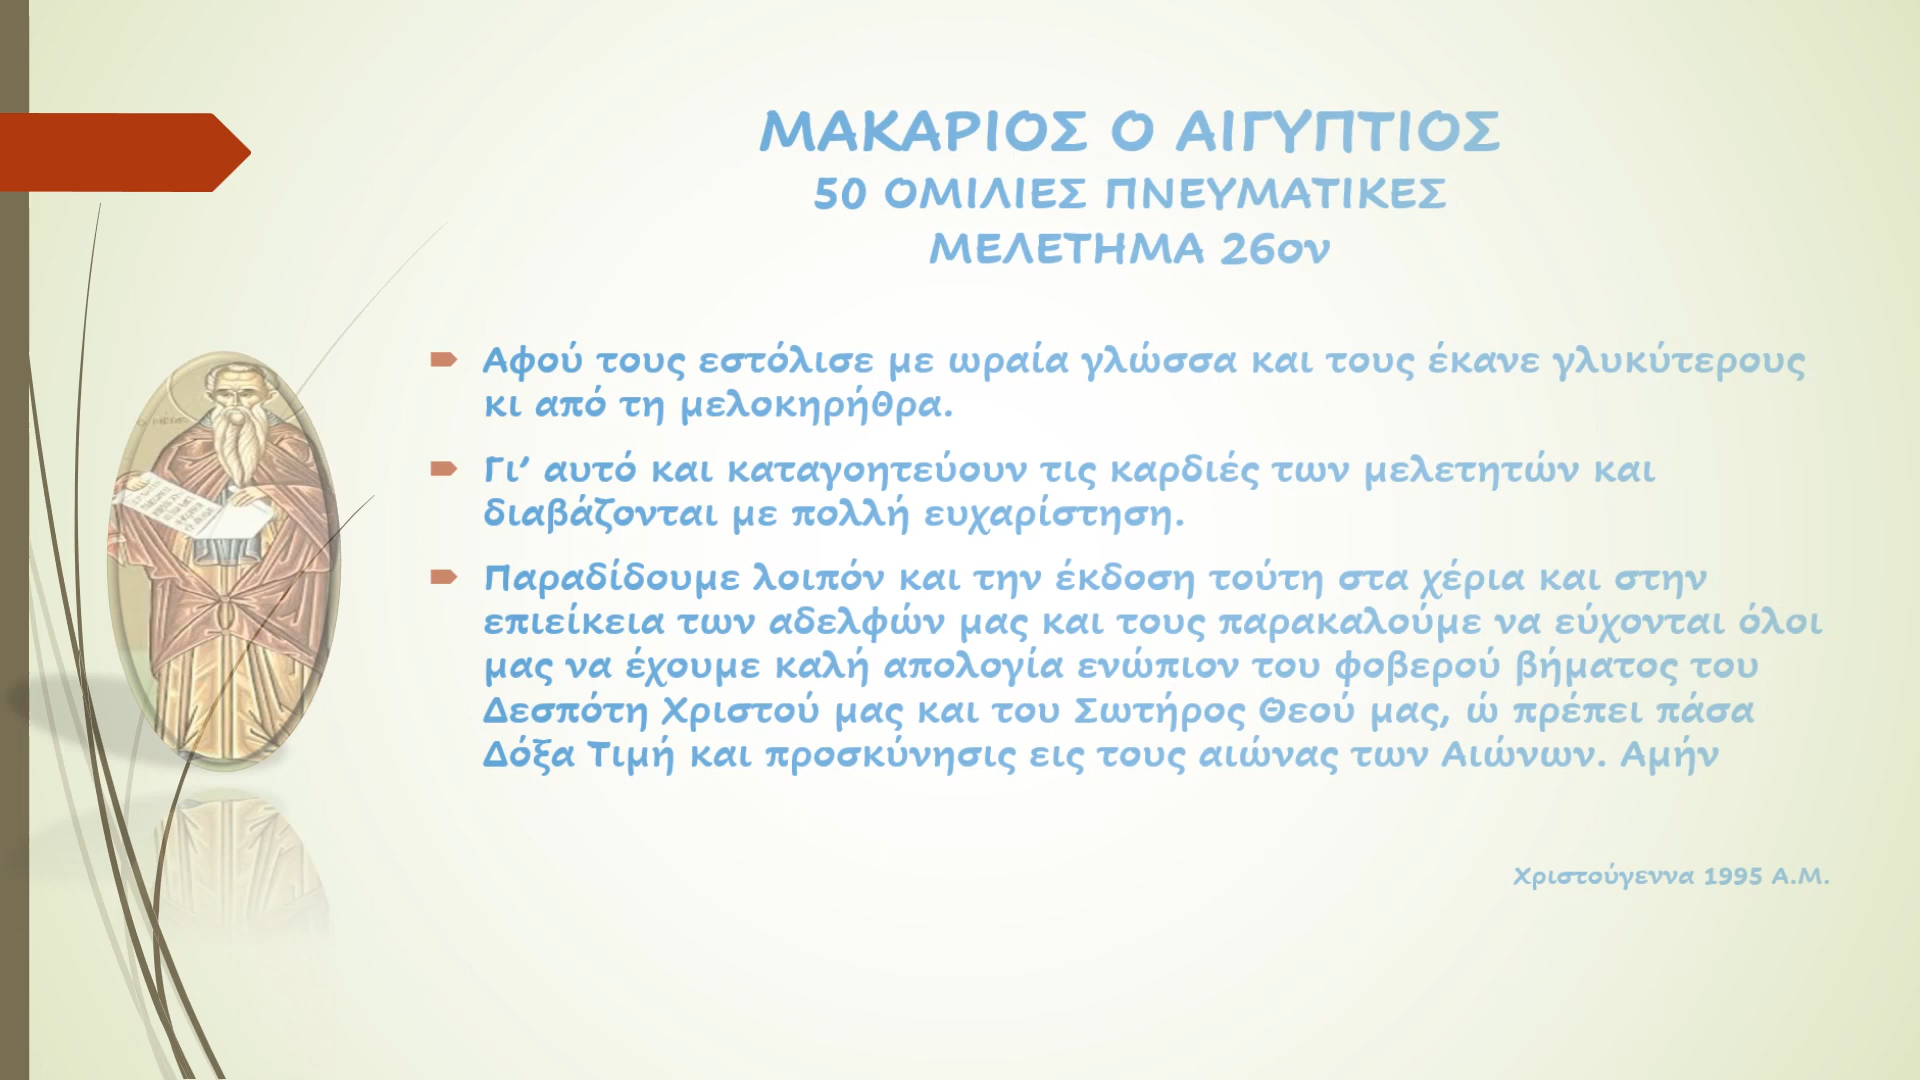 ΜΑΚΑΡΙΟΣ Ο ΑΙΓΥΠΤΙΟΣ
50 ΟΜΙΛΙΕΣ ΠΝΕΥΜΑΤΙΚΕΣ
ΜΕΛΕΤΗΜΑ 26ον
Αφού τους εστόλισε με ωραία γλώσσα και τους έκανε γλυκύτερους
κι από τη μελοκηρήθρα.
Γι’ αυτό και καταγοητεύουν τις καρδιές των μελετητών και
διαβάζονται με πολλή ευχαρίστηση.
Παραδίδουμε λοιπόν και την έκδοση τούτη στα χέρια και στην
επιείκεια των αδελφών μας και τους παρακαλούμε να εύχονται όλοι
μας να έχουμε καλή απολογία ενώπιον του φοβερού βήματος του
Δεσπότη Χριστού μας και του Σωτήρος Θεού μας, ώ πρέπει πάσα
Δόξα Τιμή και προσκύνησις εις τους αιώνας των Αιώνων. Αμήν
Χριστούγεννα 1995 Α.Μ.